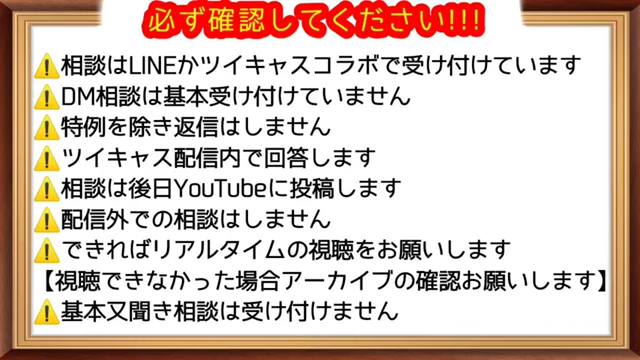 必ず確認してください!!!
⚠️相談はLINEかツイキャスコラボで受け付けています
⚠️DM相談は基本受け付けていません
⚠️特例を除き返信はしません
⚠️ツイキャス配信内で回答します
⚠️相談は後日YouTubeに投稿します
⚠️配信外での相談はしません
⚠️できればリアルタイムの視聴をお願いします
【視聴できなかった場合アーカイブの確認お願いします】
⚠️基本又聞き相談は受け付けません